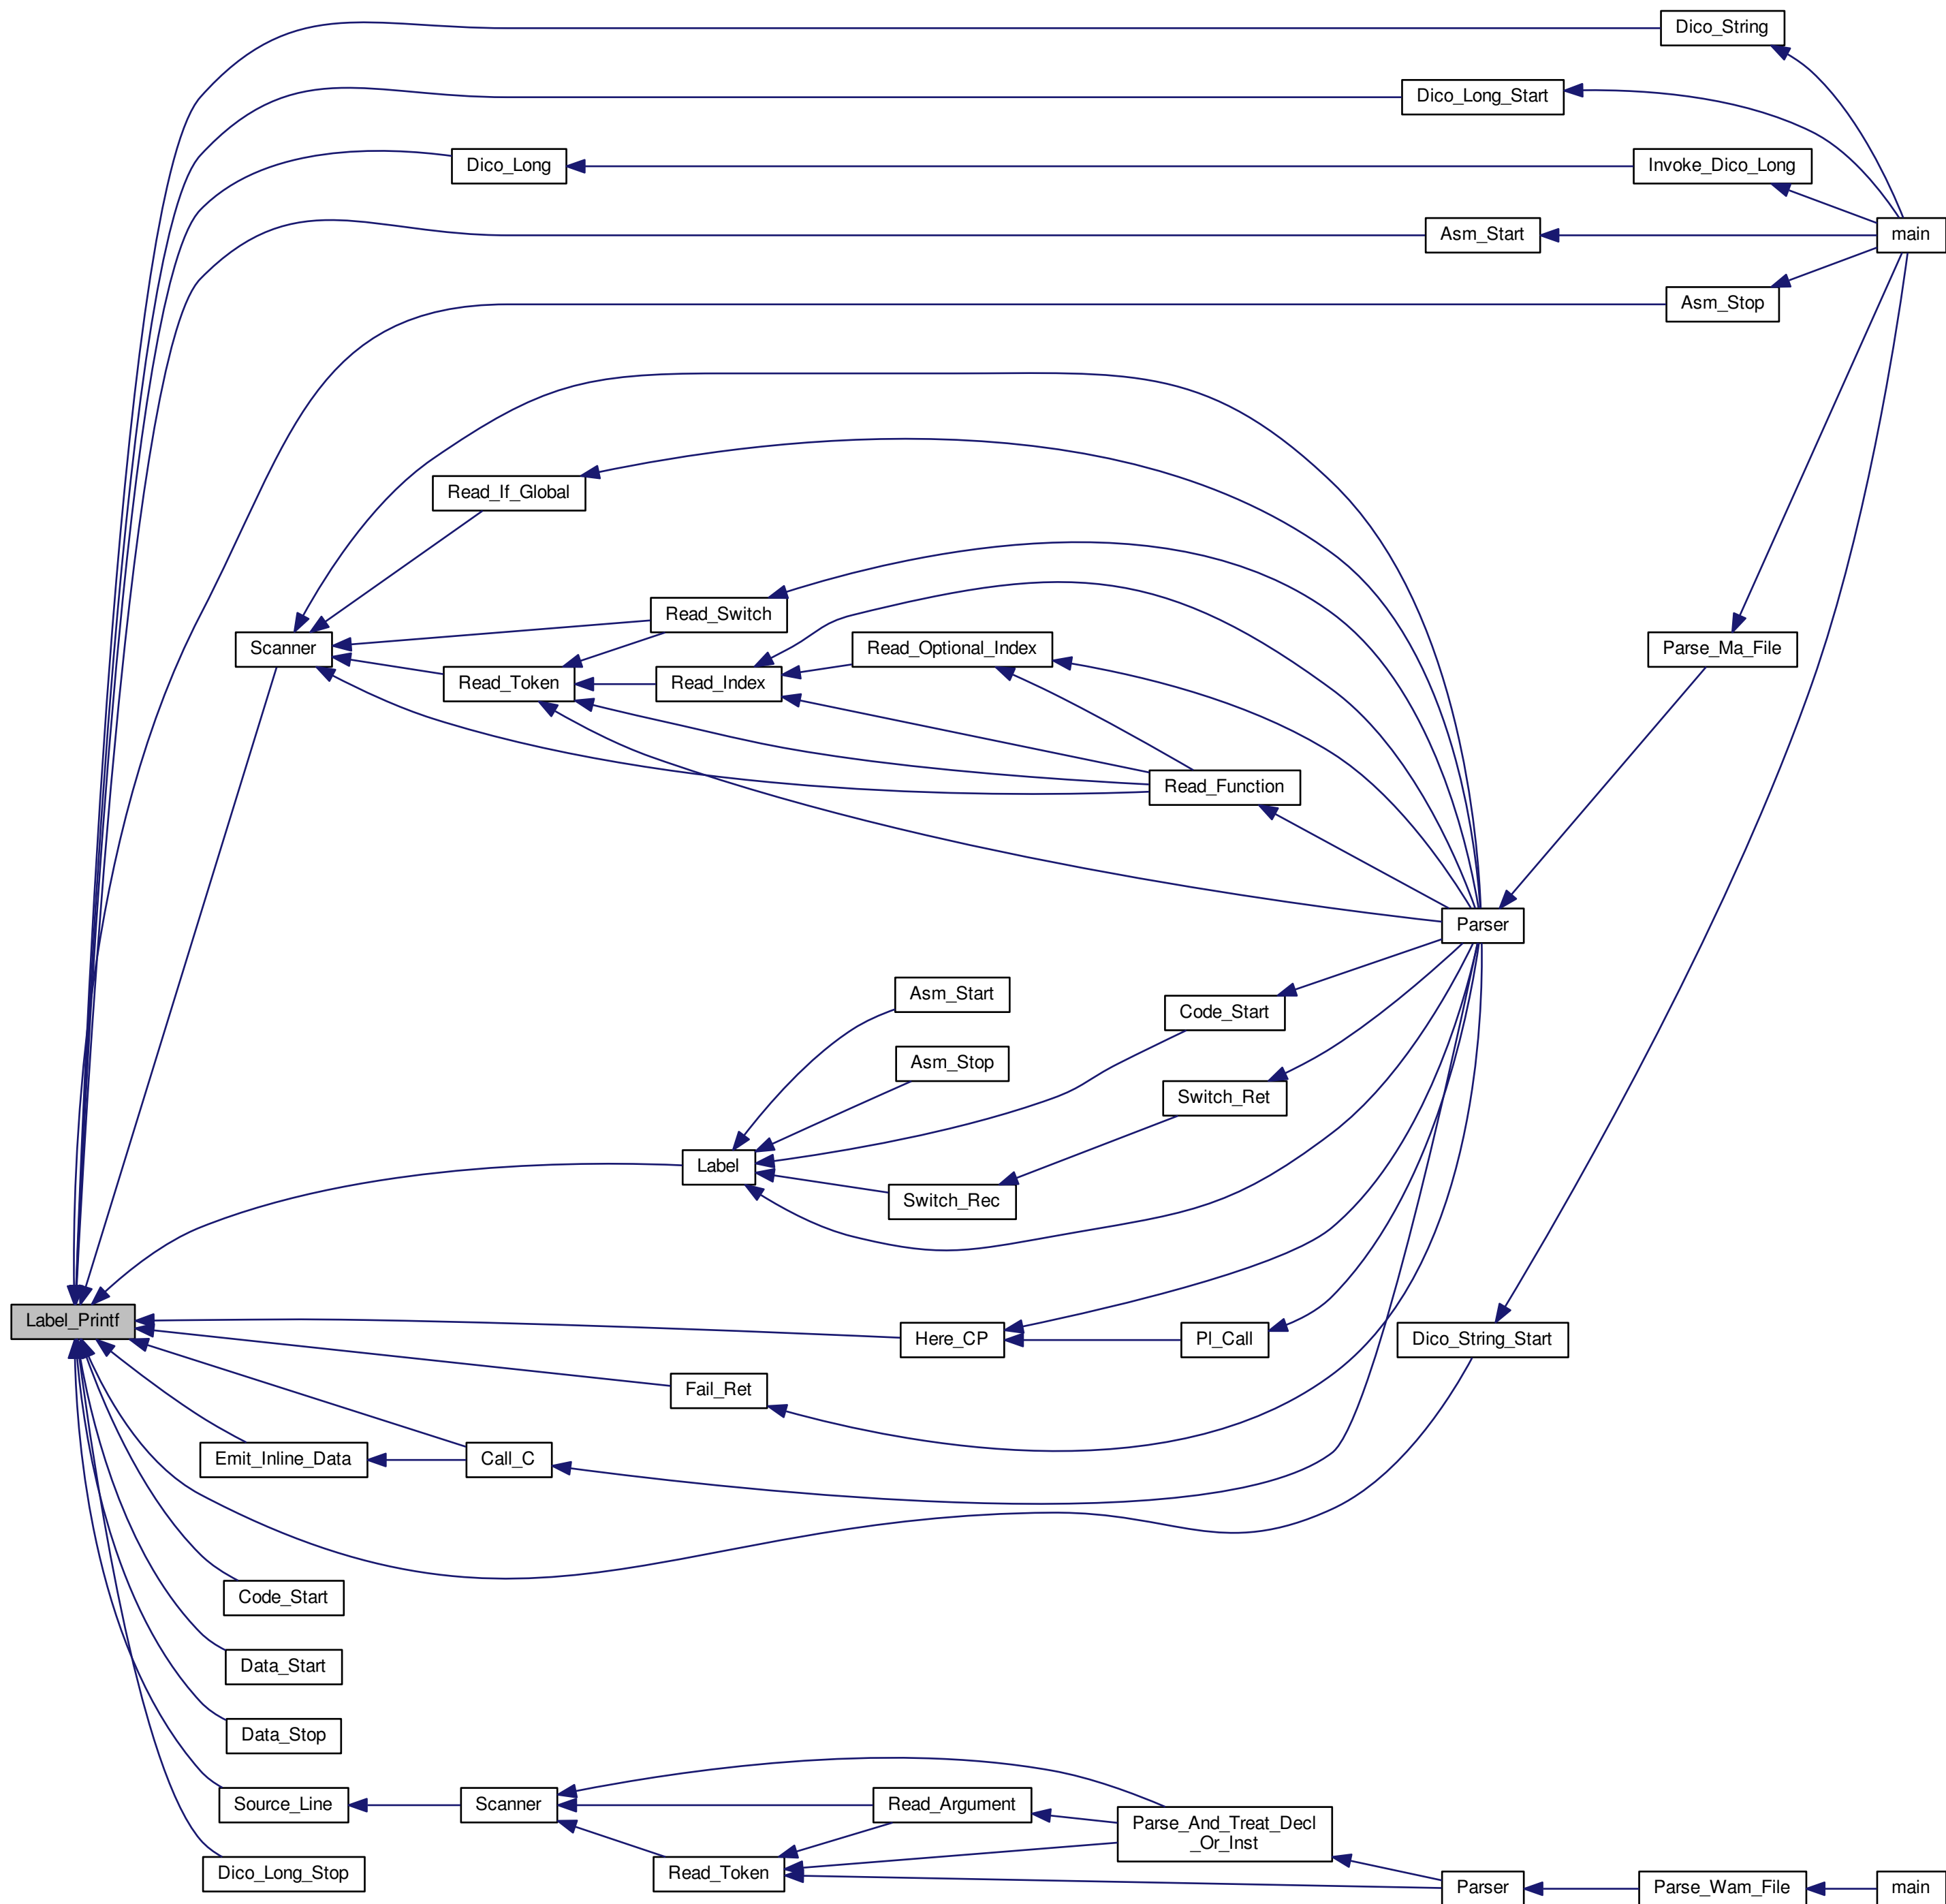 Dico_String
Dico_Long_Start
Dico_Long
Invoke_Dico_Long
Asm_Start
main
Asm_Stop
Read_If_Global
Read_Switch
Scanner
Read_Optional_Index
Parse_Ma_File
Read_Token
Read_Index
Read_Function
Parser
Asm_Start
Code_Start
Asm_Stop
Switch_Ret
Label
Switch_Rec
Label_Printf
Here_CP
Pl_Call
Dico_String_Start
Fail_Ret
Emit_Inline_Data
Call_C
Code_Start
Data_Start
Data_Stop
Source_Line
Scanner
Read_Argument
Parse_And_Treat_Decl
_Or_Inst
Dico_Long_Stop
Read_Token
Parser
Parse_Wam_File
main